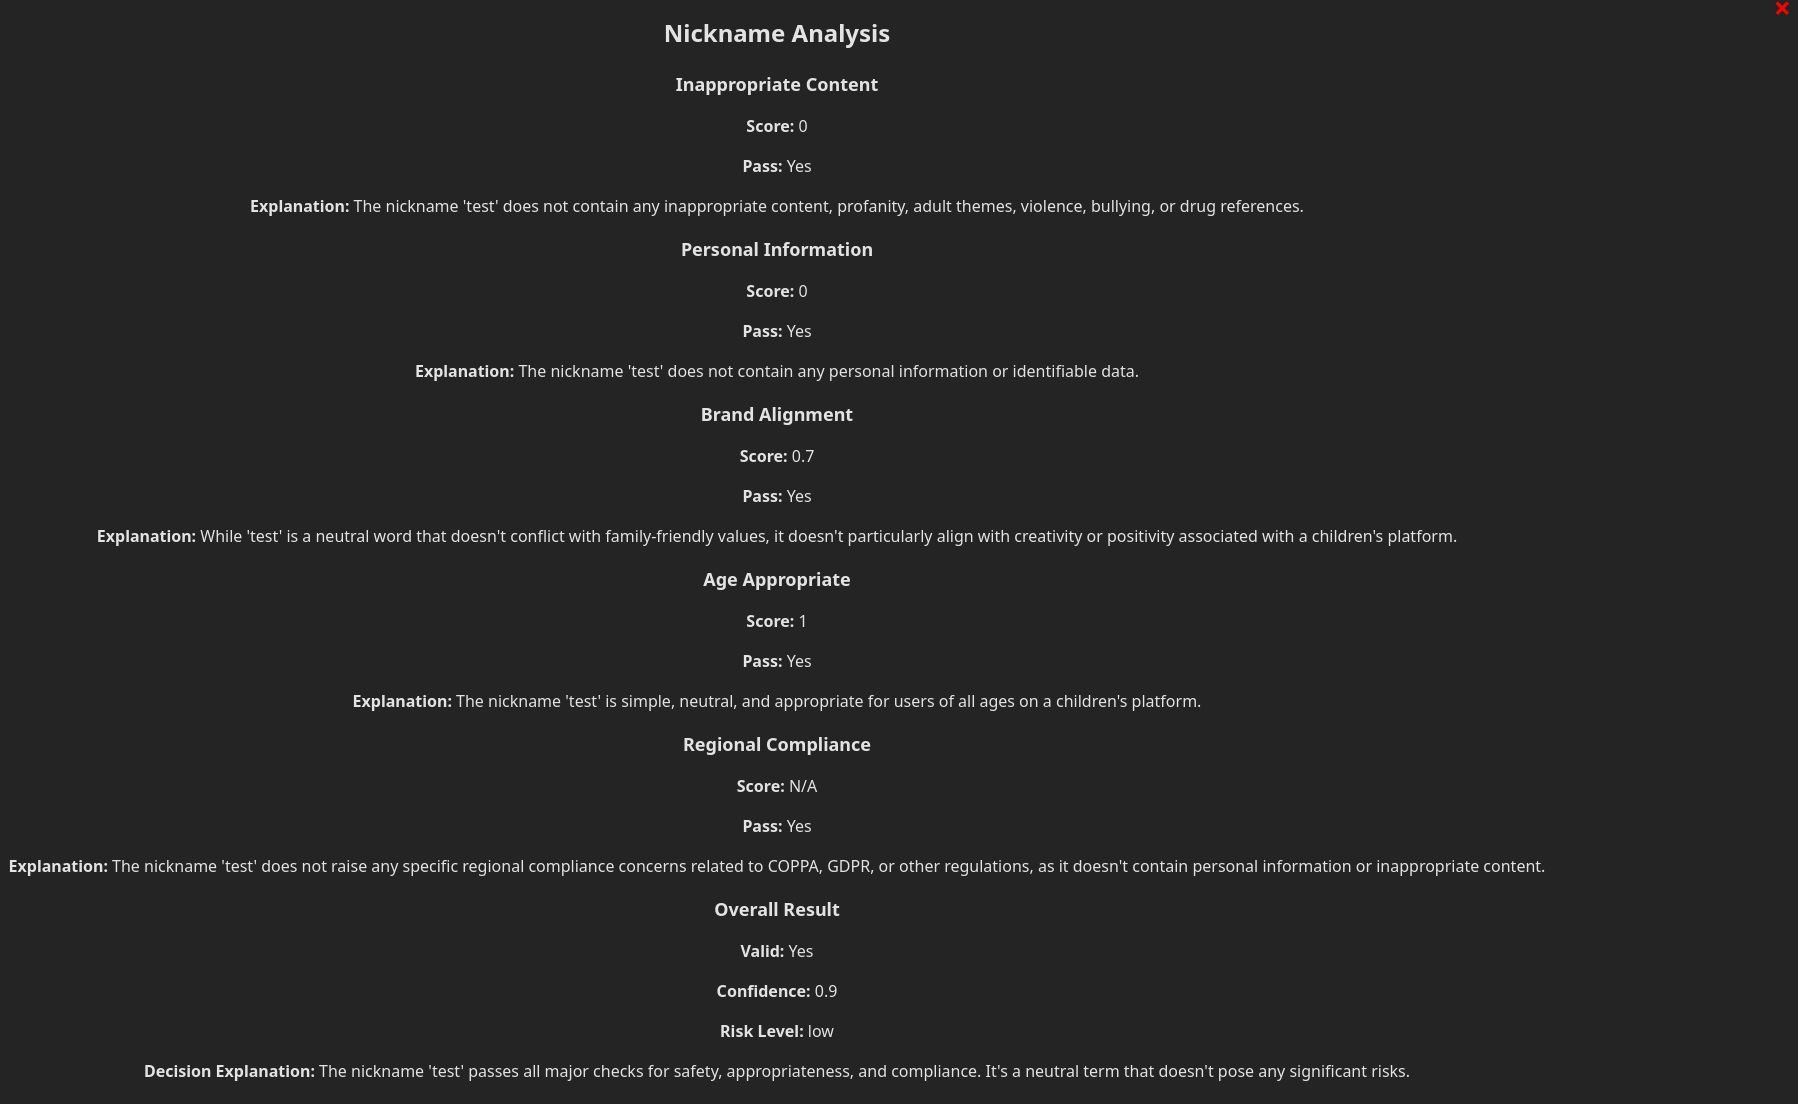 Nickname Analysis
Inappropriate Content
Score: 0
Pass: Yes
Explanation: The nickname 'test' does not contain any inappropriate content, profanity, adult themes, violence, bullying, or drug references.
Personal Information
Score: 0
Pass: Yes
Explanation: The nickname 'test' does not contain any personal information or identifiable data.
Brand Alignment
Score: 0.7
Pass: Yes
Explanation: While 'test' is a neutral word that doesn't conflict with family-friendly values, it doesn't particularly align with creativity or positivity associated with a children's platform.
Age Appropriate
Score: 1
Pass: Yes
Explanation: The nickname 'test' is simple, neutral, and appropriate for users of all ages on a children's platform.
Regional Compliance
Score: N/A
Pass: Yes
Explanation: The nickname 'test' does not raise any specific regional compliance concerns related to COPPA, GDPR, or other regulations, as it doesn't contain personal information or inappropriate content.
Overall Result
Valid: Yes
Confidence: 0.9
Risk Level: low
Decision Explanation: The nickname 'test' passes all major checks for safety, appropriateness, and compliance. It's a neutral term that doesn't pose any significant risks.